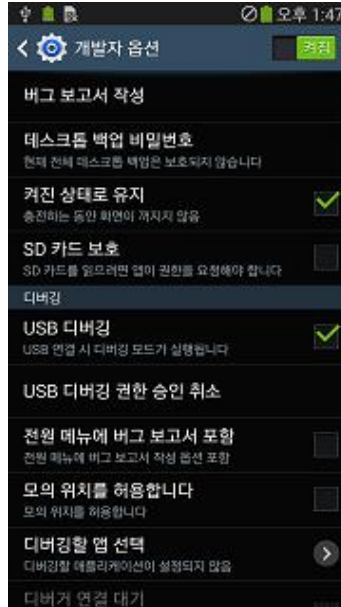 오후 1:47
개발자 옵션
켜짐
버그 보고서 작성
데스크톱 백업 비밀번호
현재 전체 데스크톱 백업은 보호되지 않습니다
켜진 상태로 유지
충전하는 동안 화면이 꺼지지 않음
SD 카드 보호
SD 카드를 읽으려면 앱이 권한을 요청해야 합니다
디버깅
USB 디버깅
USB 연결 시 디버깅 모드가 실행됩니다
USB 디버깅 권한 승인 취소
전원 메뉴에 버그 보고서 포함
전원 메뉴에 버그 보고서 작성 옵션 포함
모의 위치를 허용합니다
모의 위치를 허용합니다
디버깅할 앱 선택
디버깅할 애플리케이션이 설정되지 않음
디버거 연결 대기